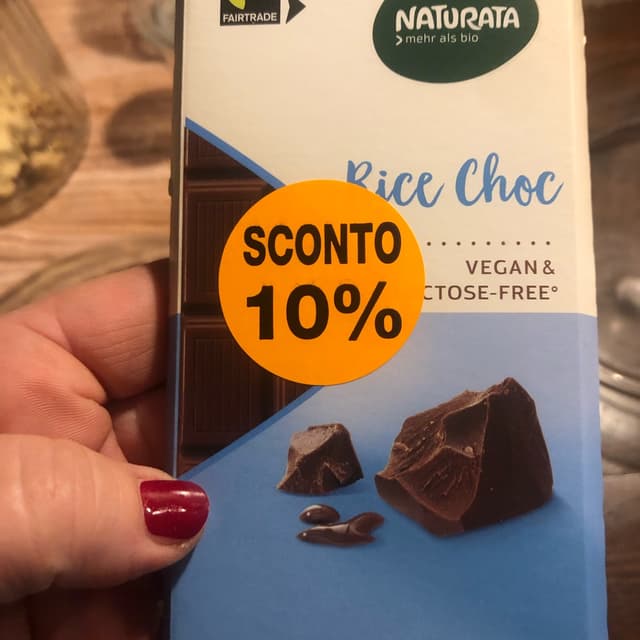 FAIRTRADE
NATURATA
mehr als bio
Rice Choc
SCONTO
10%
VEGAN &
CTOSE-FREE°